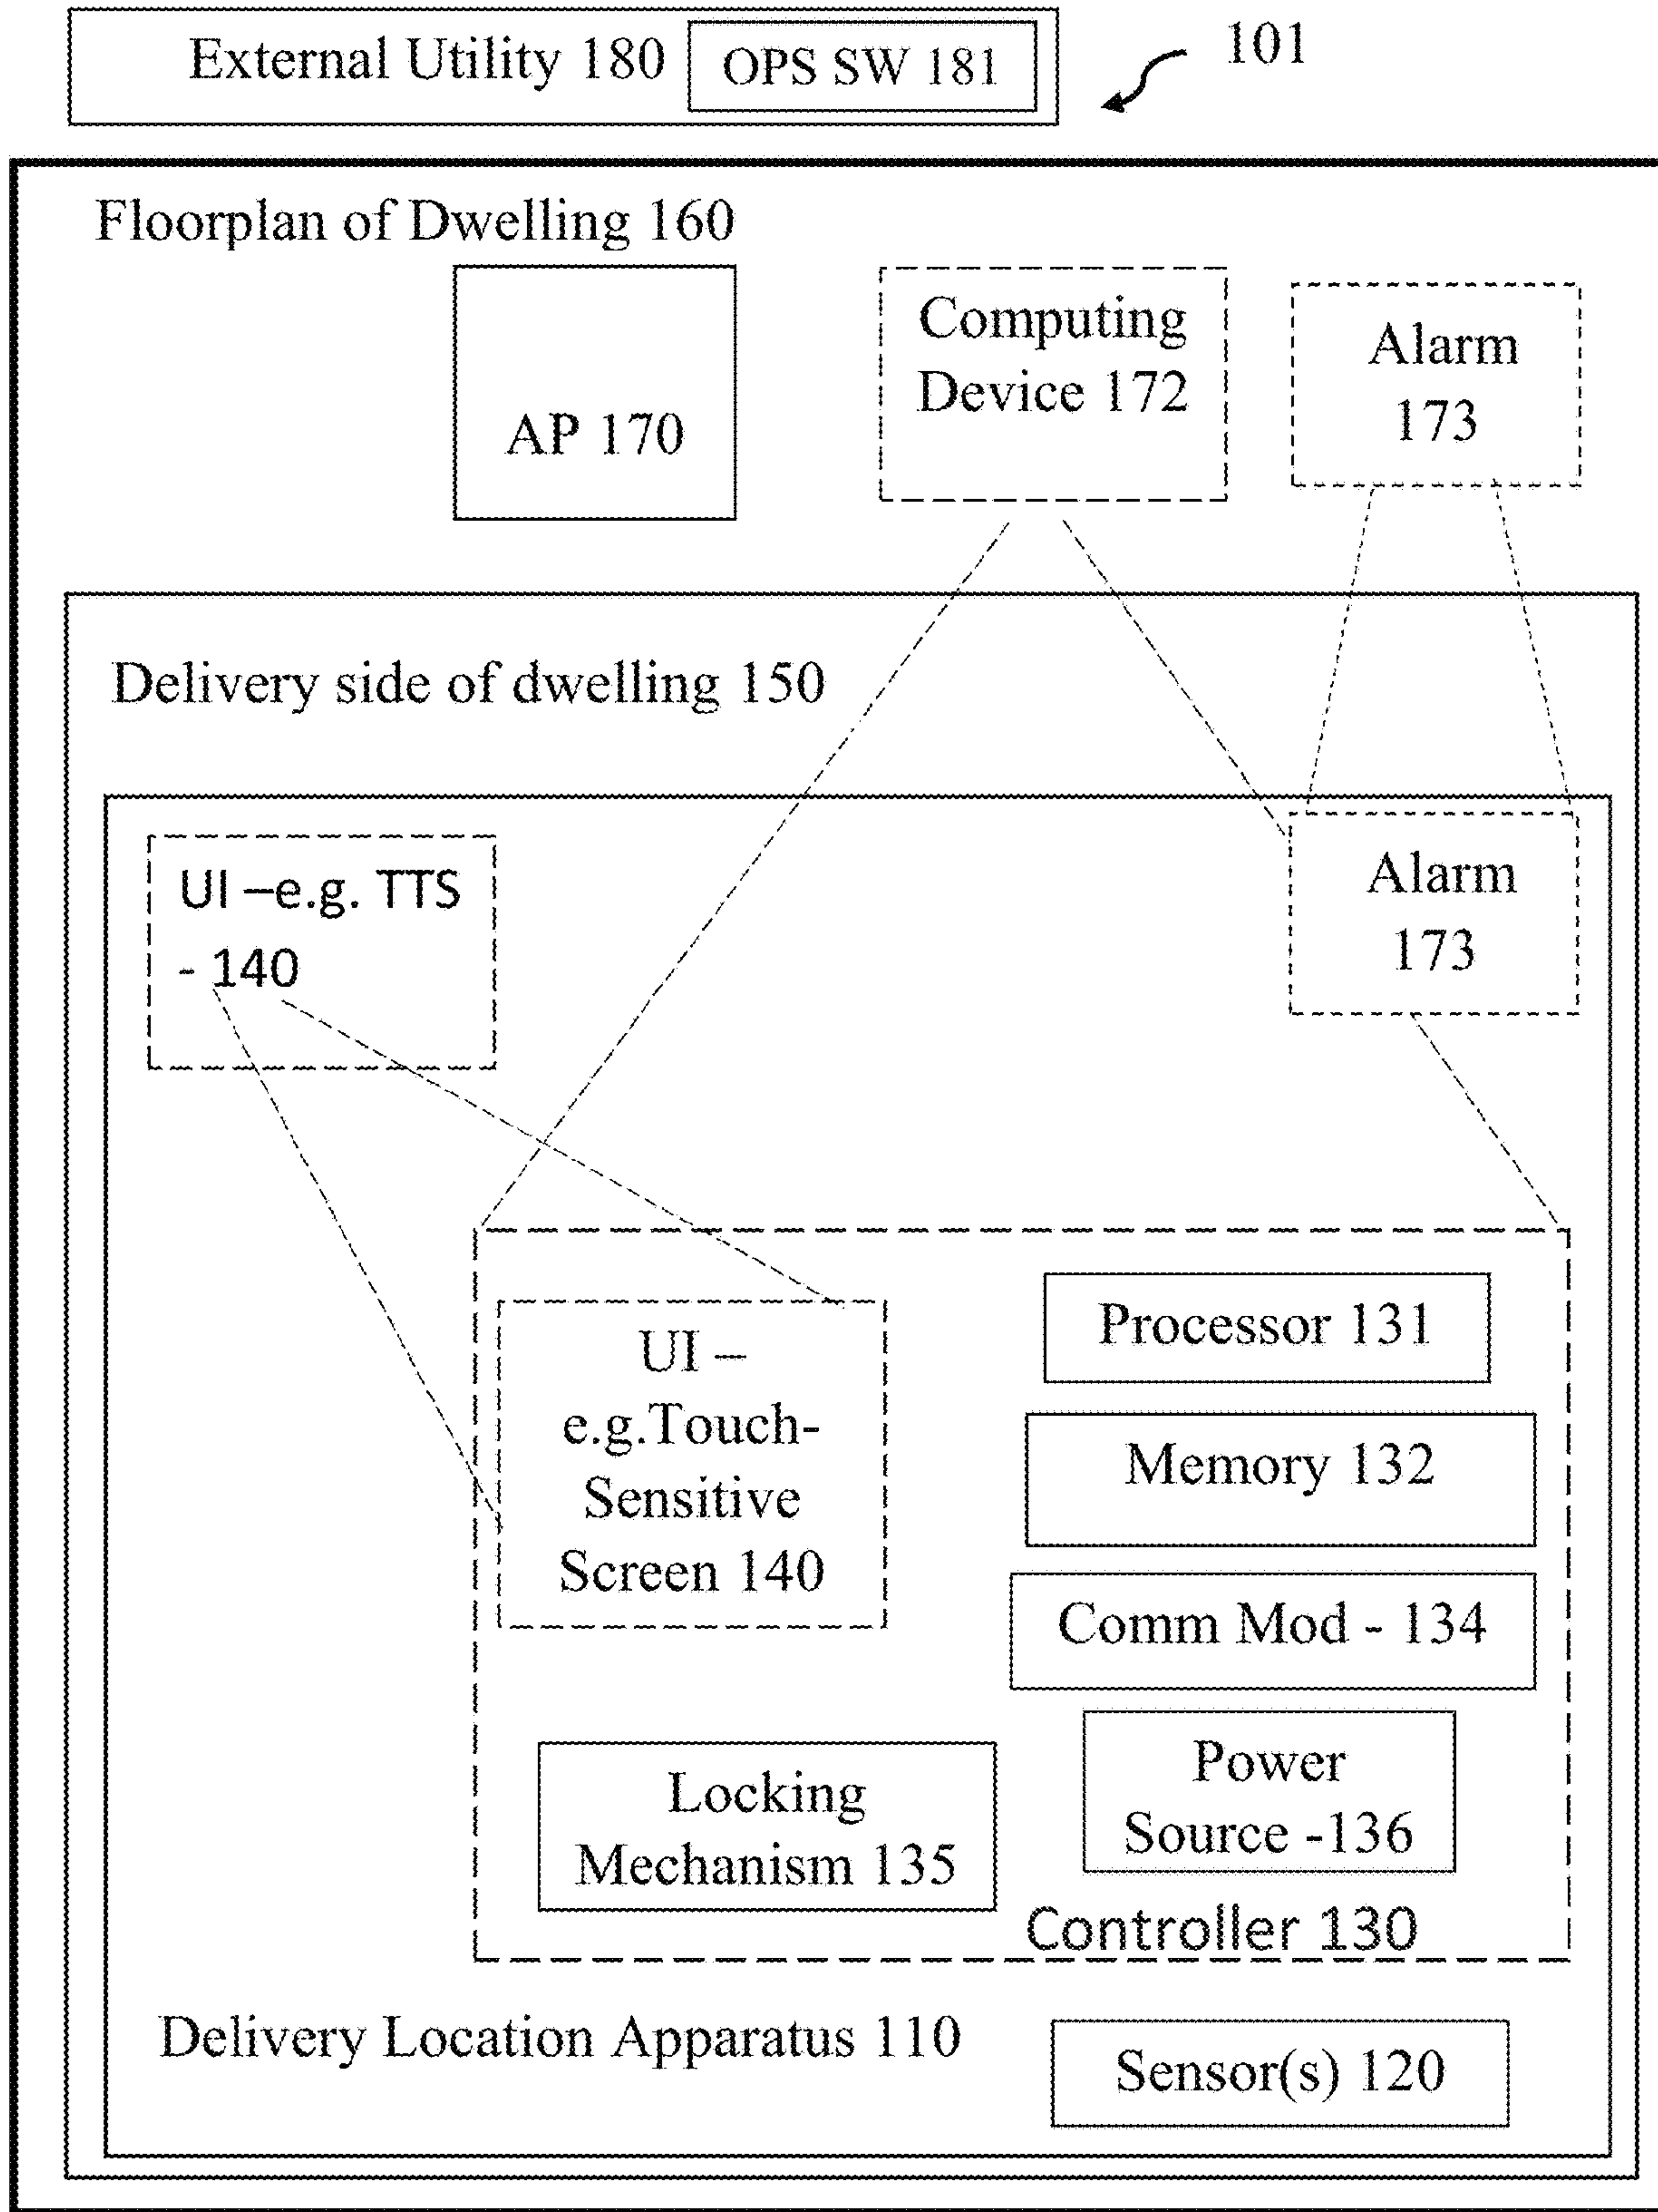 External Utility 180
OPS SW 181
101
Floorplan of Dwelling 160
AP 170
Computing
Device 172
Alarm
173
Delivery side of dwelling 150
UI –e.g. TTS
- 140
Alarm
173
UI –
e.g.Touch-
Sensitive
Screen 140
Processor 131
Memory 132
Comm Mod - 134
Locking
Mechanism 135
Power
Source -136
Controller 130
Delivery Location Apparatus 110
Sensor(s) 120